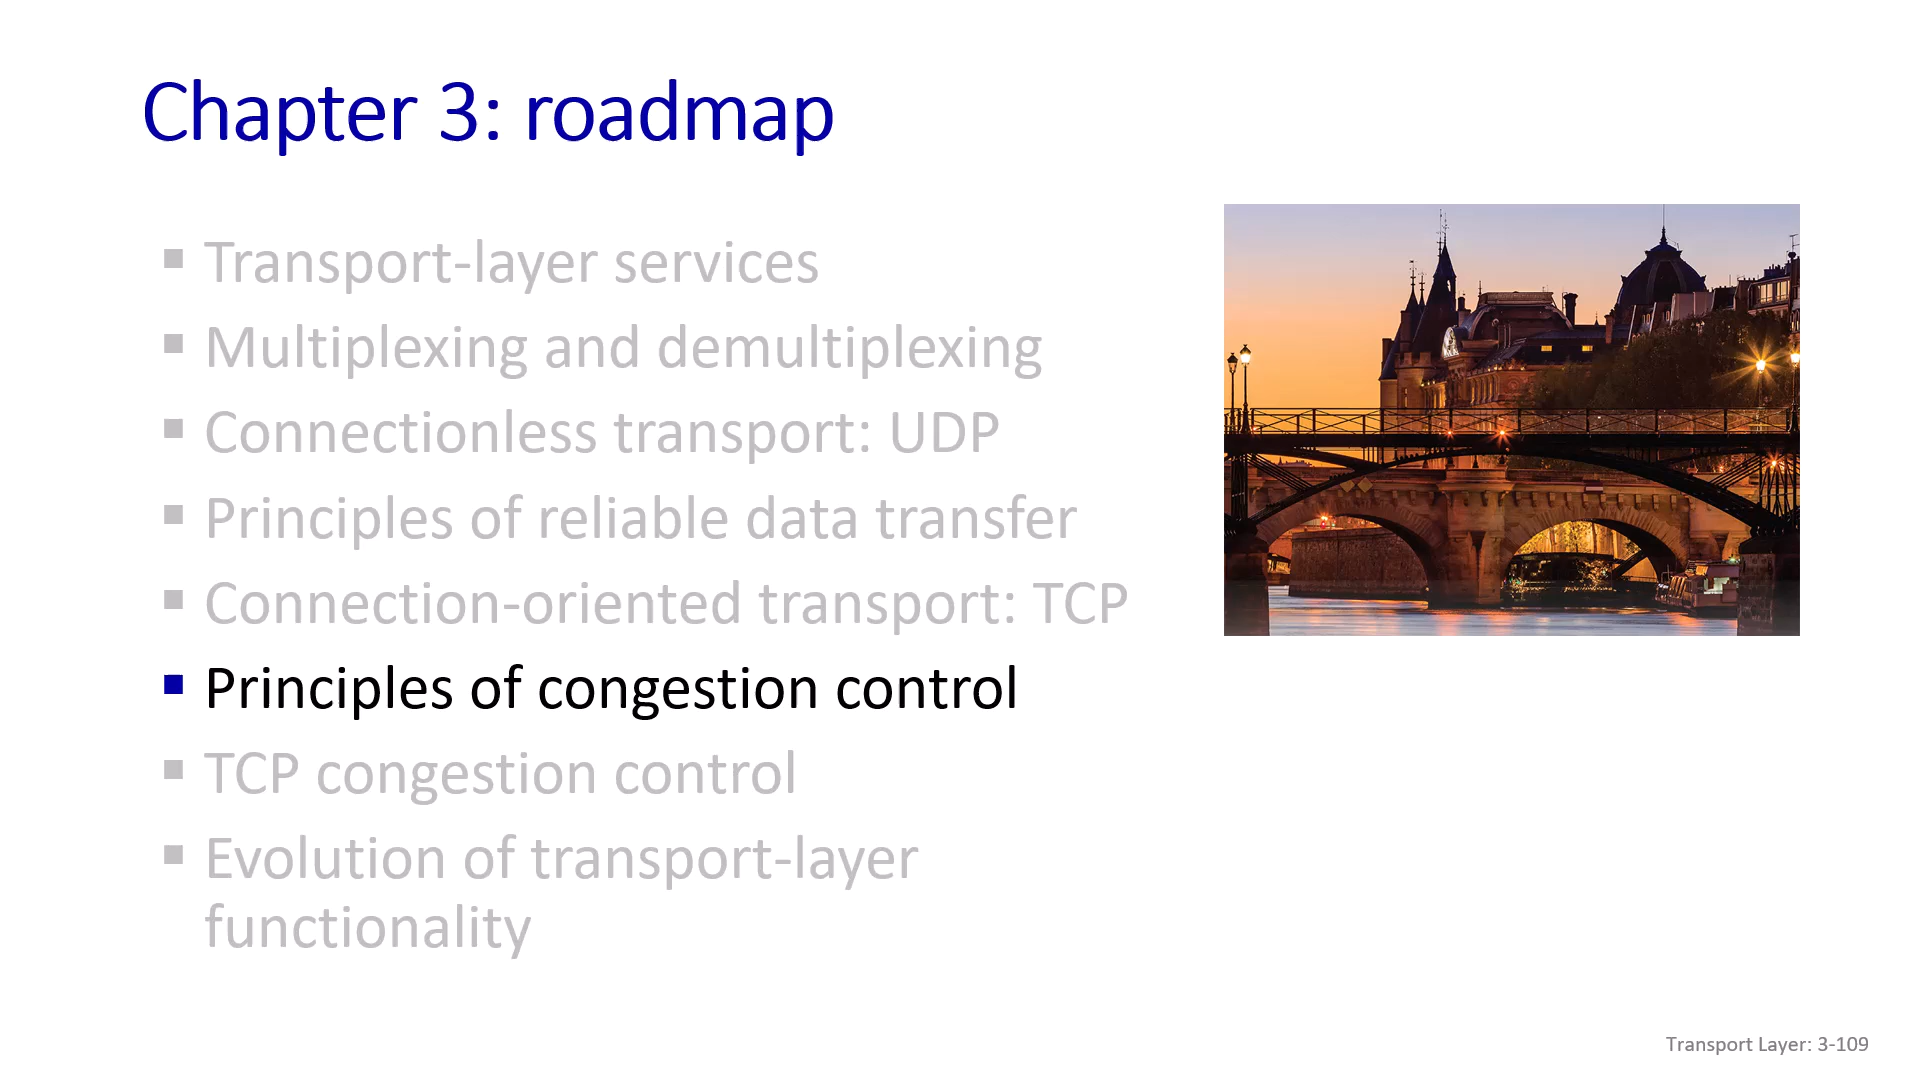 Chapter 3: roadmap
▪ Transport-layer services
▪ Multiplexing and demultiplexing
▪ Connectionless transport: UDP
▪ Principles of reliable data transfer
▪ Connection-oriented transport: TCP
▪ Principles of congestion control
▪ TCP congestion control
▪ Evolution of transport-layer
functionality
Transport Layer: 3-109